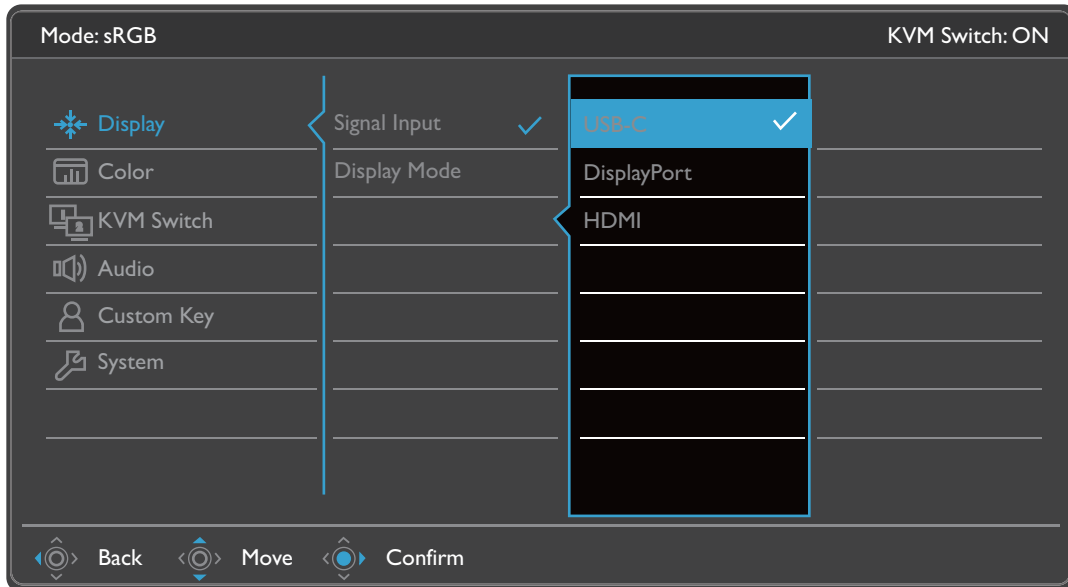 Mode: sRGB KVM Switch: ON
Display Signal Input USB-C
Color Display Mode DisplayPort
KVM Switch HDMI
Audio
Custom Key
System
Back Move Confirm